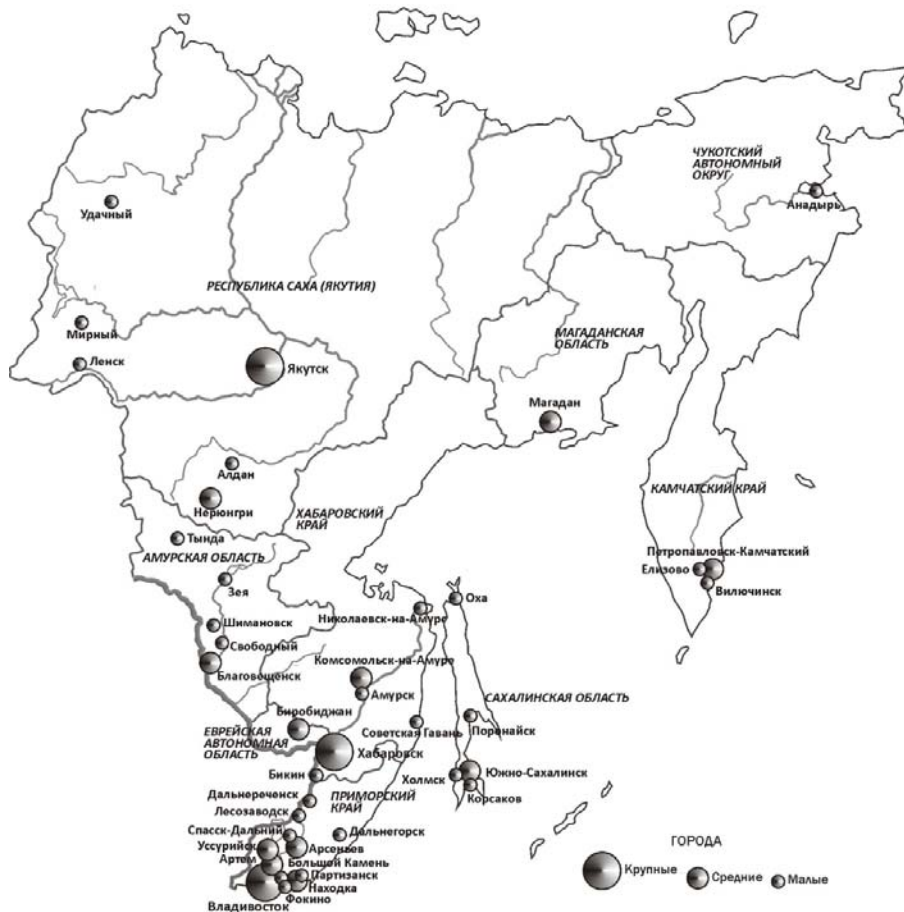 ЧУКОТСКИЙ
АВТОНОМНЫЙ
ОКРУГ
Анадырь
Удачный
РЕСПУБЛИКА САХА (ЯКУТИЯ)
Мирный
МАГАДАНСКАЯ
ОБЛАСТЬ
Ленск
Якутск
Магадан
Алдан
КАМЧАТСКИЙ КРАЙ
Нерюнгри
ХАБАРОВСКИЙ
КРАЙ
Тында
АМУРСКАЯ ОБЛАСТЬ
Петропавловск-Камчатский
Елизово
Вилючинск
Зея
Оха
Николаевск-на-Амуре
Шимановск
Свободный
Благовещенск
Комсомольск-на-Амуре
Амурск
САХАЛИНСКАЯ ОБЛАСТЬ
Биробиджан
Советская Гавань
Поронайск
ЕВРЕЙСКАЯ
АВТОНОМНАЯ
ОБЛАСТЬ
Хабаровск
Бикин
Холмск
Южно-Сахалинск
Корсаков
Дальнереченск
ПРИМОРСКИЙ
КРАЙ
Лесозаводск
Спасск-Дальний
Дальнегорск
Уссурийск
Арсеньев
Артем
Большой Камень
Партизанск
Находка
Владивосток
Фокино
ГОРОДА
Крупные
Средние
Малые